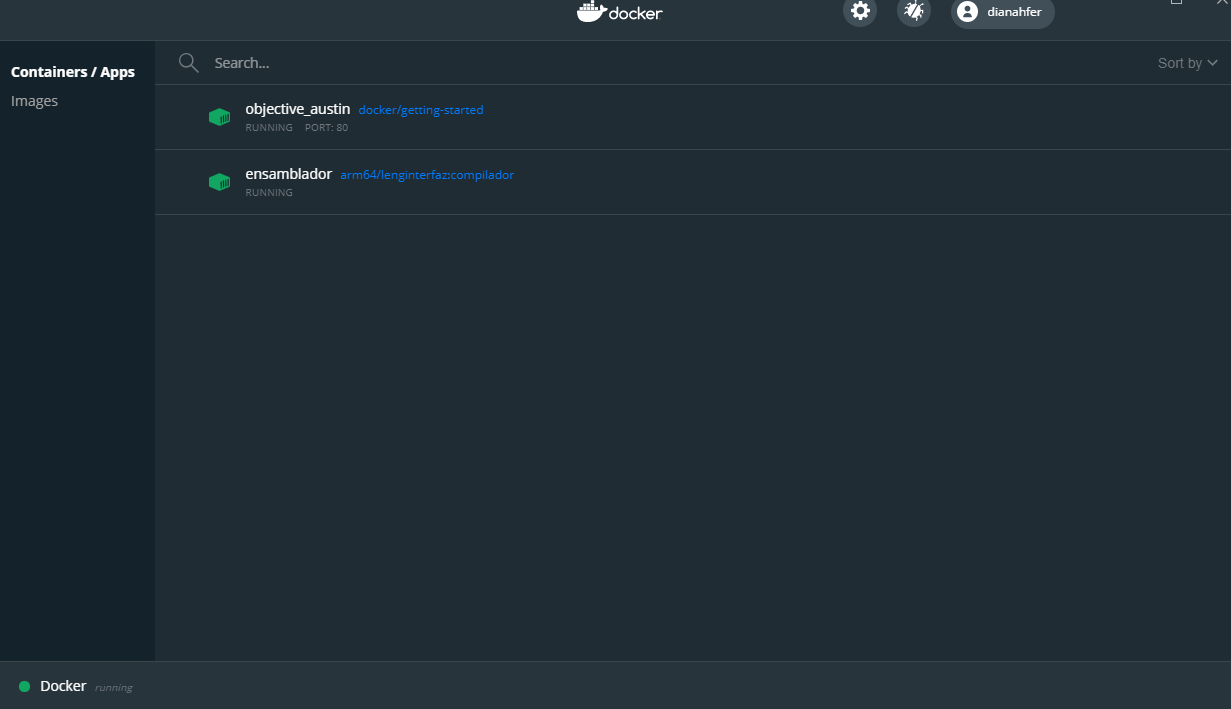 docker
dianahfer
Containers / Apps
Images
Search...
Sort by
objective_austin docker/getting-started
RUNNING PORT: 80
ensamblador arm64/lenginterfaz:compilador
RUNNING
Docker running